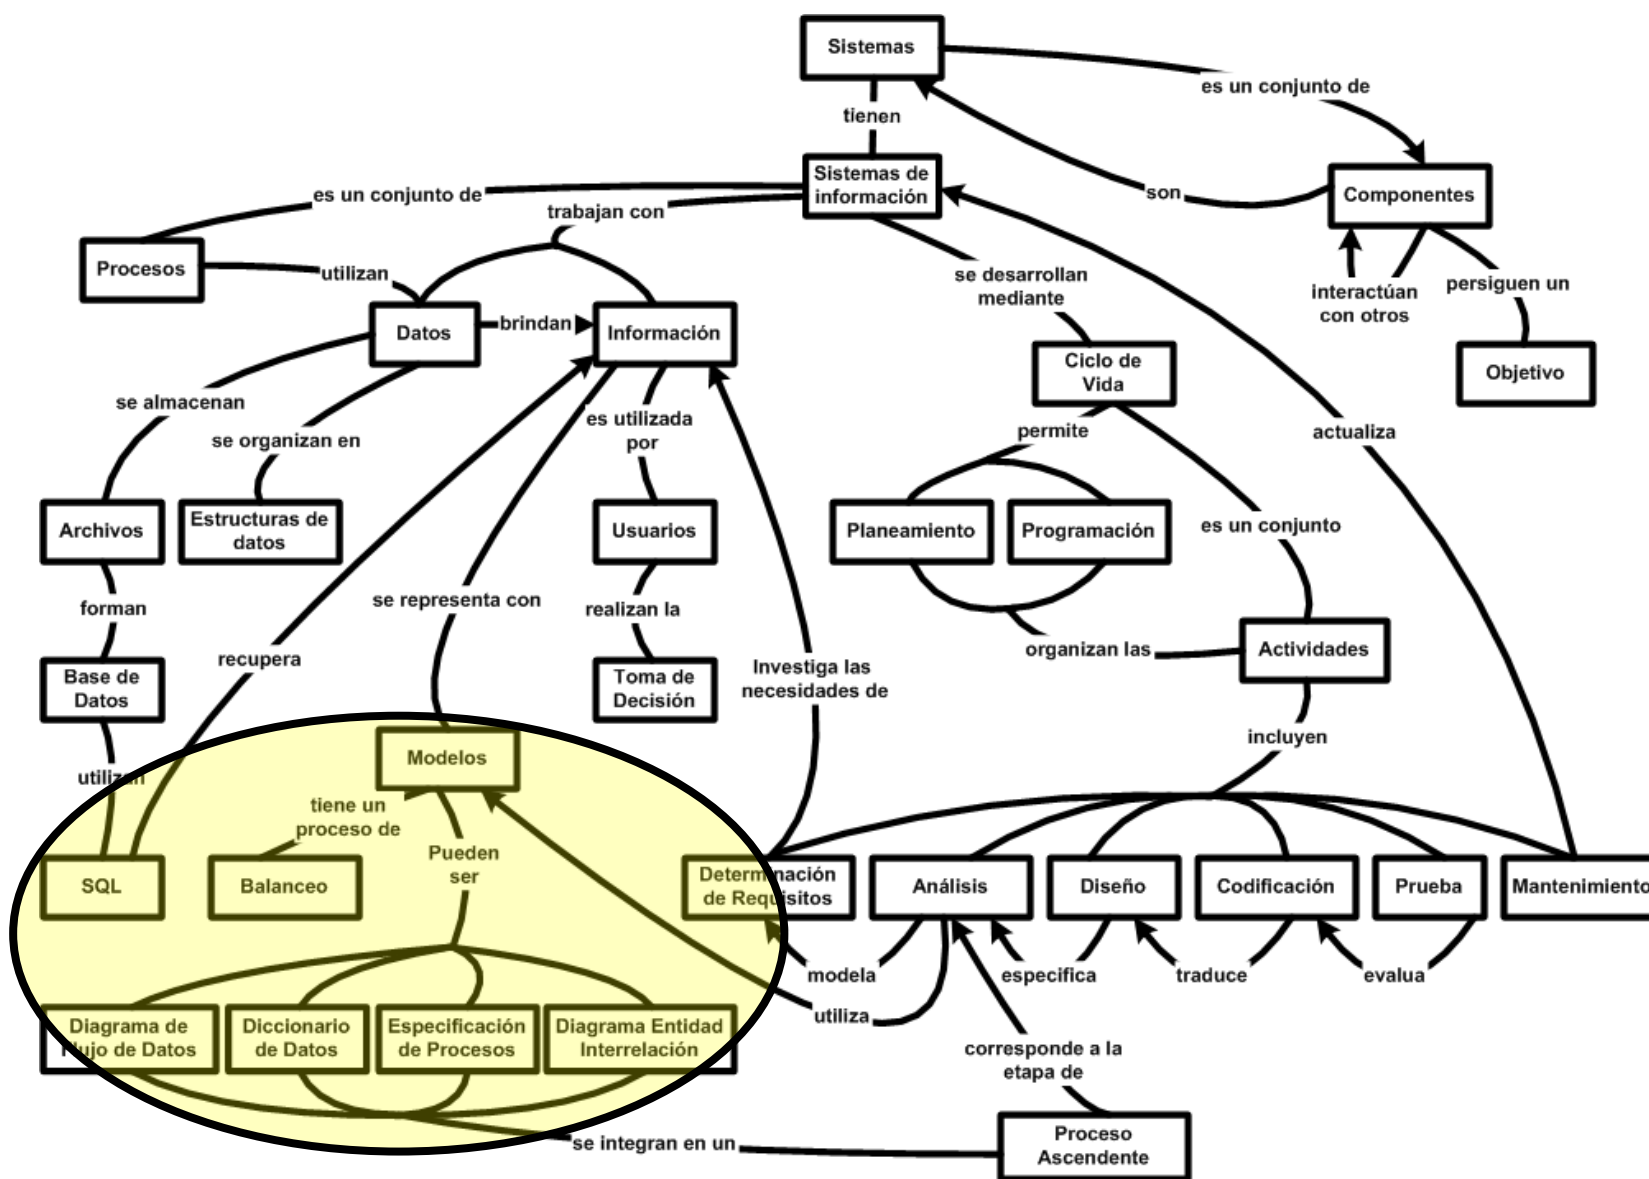 Sistemas
es un conjunto de
tienen
Sistemas de
información
es un conjunto de
trabajan con
son
Componentes
Procesos
utilizan
se desarrollan
mediante
interactúan
con otros
persiguen un
Datos
brindan
Información
Ciclo de
Vida
Objetivo
se almacenan
se organizan en
es utilizada
por
permite
actualiza
Archivos
Estructuras de
datos
Usuarios
Planeamiento
Programación
es un conjunto
forman
se representa con
realizan la
recupera
Investiga las
necesidades de
organizan las
Actividades
Base de
Datos
Toma de
Decisión
incluyen
Modelos
utilizan
tiene un
proceso de
Pueden
ser
SQL
Balanceo
Determinación
de Requisitos
Análisis
Diseño
Codificación
Prueba
Mantenimiento
modela
especifica
traduce
evalua
utiliza
Diagrama de
Flujo de Datos
Diccionario
de Datos
Especificación
de Procesos
Diagrama Entidad
Interrelación
corresponde a la
etapa de
se integran en un
Proceso
Ascendente